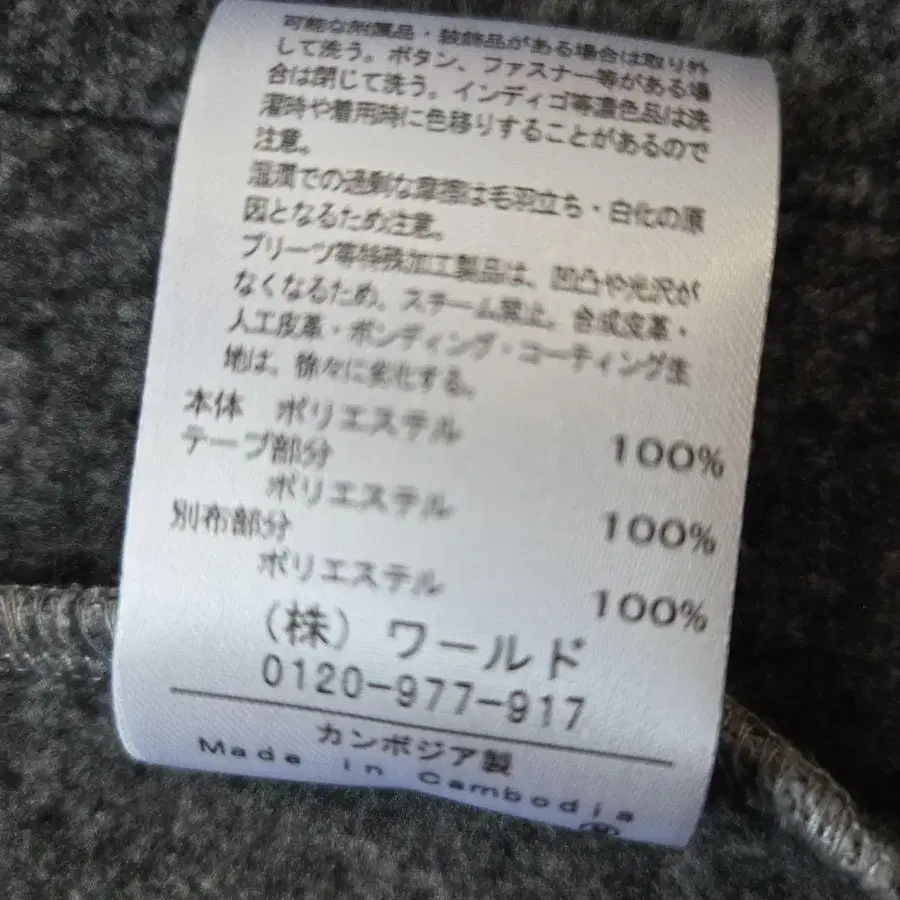 可能な附属品・装飾品がある場合は取り外
して洗う。ボタン、ファスナー等がある場
合は閉じて洗う。インディゴ等濃色品は洗
濯時や着用時に色移りすることがあるので
注意。
湿潤での過剰な摩擦は毛羽立ち・白化の原
因となるため注意。
プリーツ等特殊加工製品は、凹凸や光沢が
なくなるため、スチーム禁止。合成皮革・
人工皮革・ボンディング・コーティング生
地は、徐々に劣化する。
本体 ポリエステル 100%
テープ部分
ポリエステル 100%
別布部分
ポリエステル 100%
（株）ワールド
0120-977-917
カンボジア製
Made in Cambodia